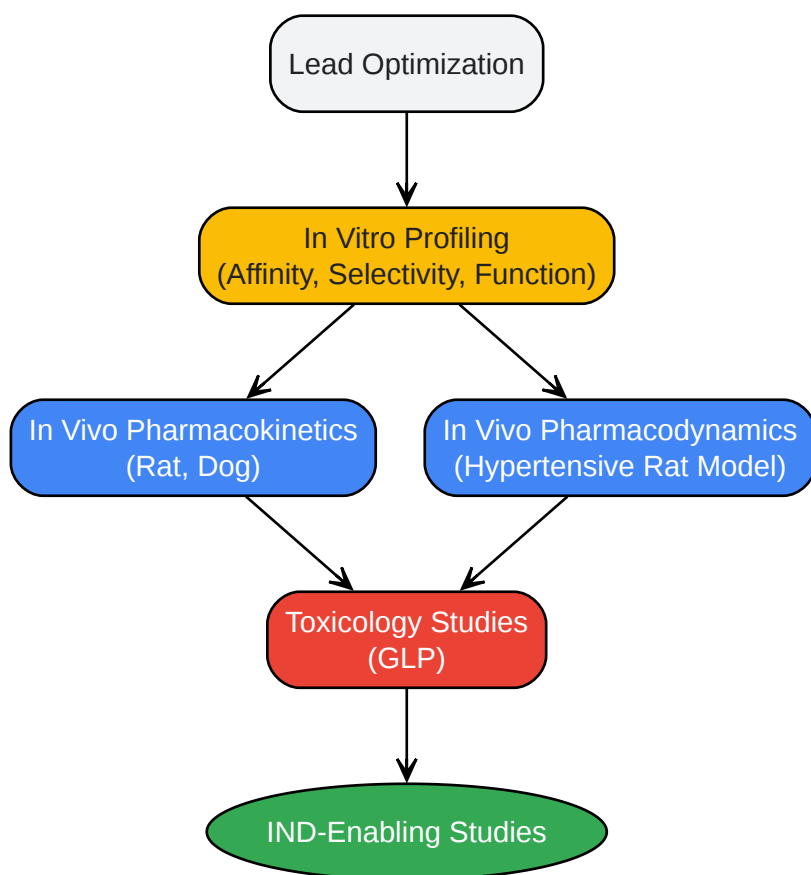 Lead Optimization
In Vitro Profiling
(Affinity, Selectivity, Function)
In Vivo Pharmacokinetics
(Rat, Dog)
In Vivo Pharmacodynamics
(Hypertensive Rat Model)
Toxicology Studies
(GLP)
IND-Enabling Studies